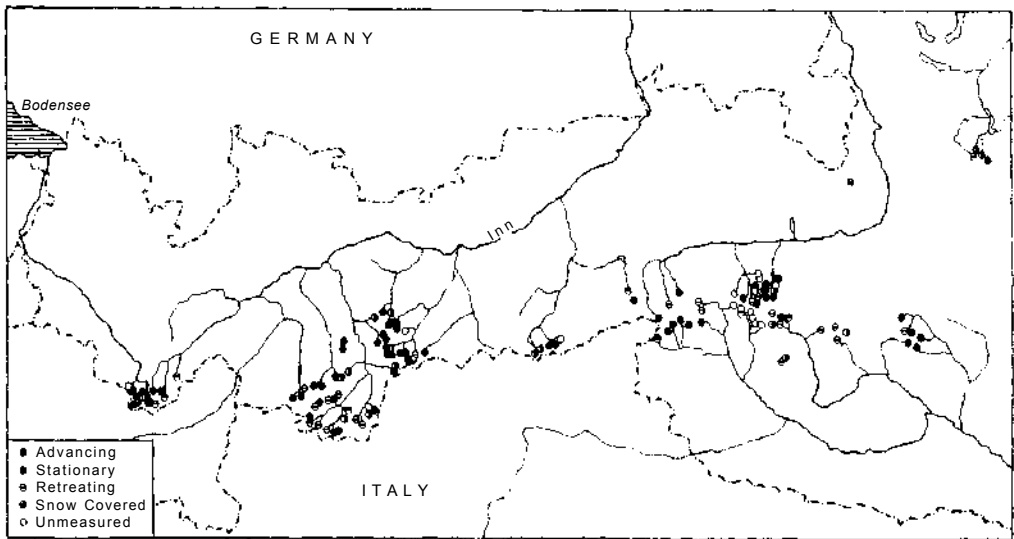 GERMANY
Bodensee
Inn
ITALY
Advancing
Stationary
Retreating
Snow Covered
Unmeasured